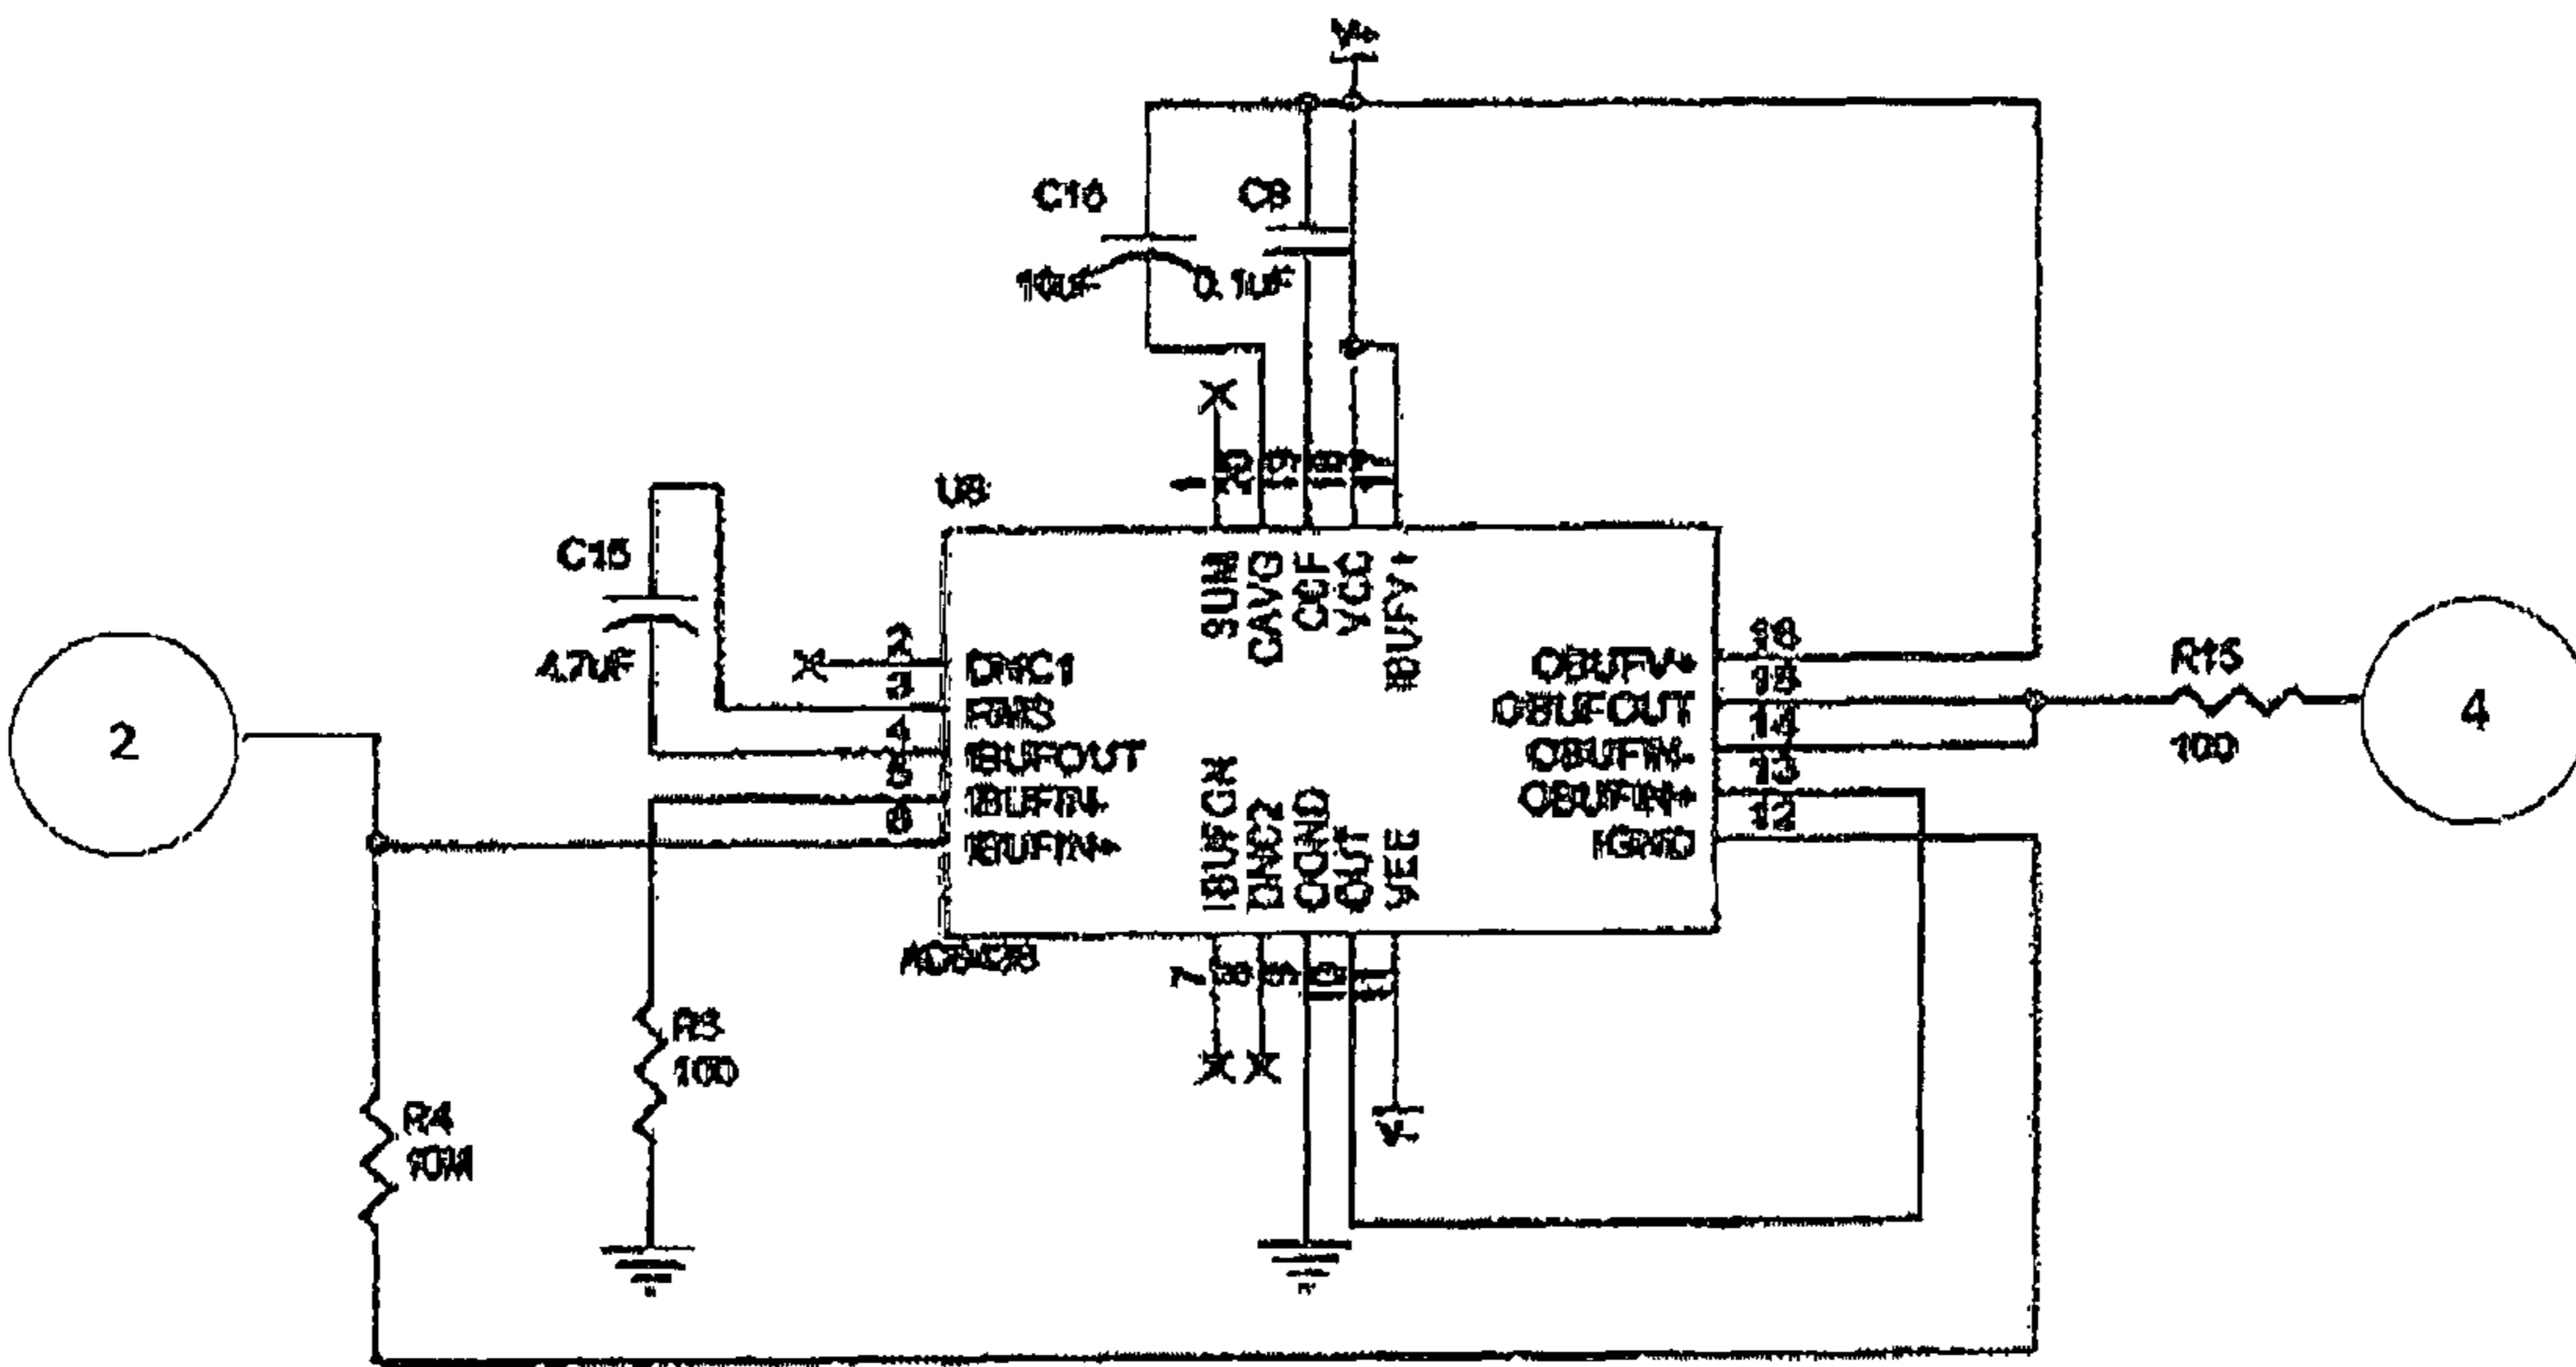 V+
C16
C8
10uF
0.1uF
1
20
19
18
17
U8
C15
4.7uF
SUM
CAVG
CCF
VCC
IBUFV+
2
DNC1
3
RMS
4
IBUFOUT
5
IBUFIN-
6
IBUFIN+
16
OBUFV+
15
OBUFOUT
14
OBUFIN-
13
OBUFIN+
12
IGND
R15
100
2
4
IBUFGN
DNC2
OGND
OUT
VEE
7
8
9
10
11
R3
100
R4
10M
V-